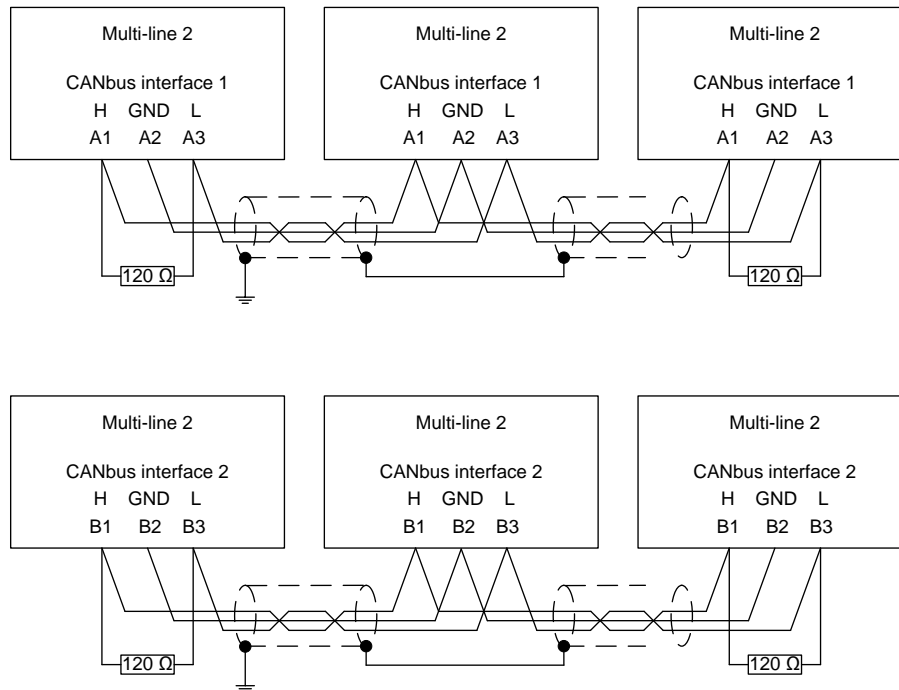 Multi-line 2 Multi-line 2 Multi-line 2
CANbus interface 1 CANbus interface 1 CANbus interface 1
H GND L H GND L H GND L
A1 A2 A3 A1 A2 A3 A1 A2 A3
120 Ω 120 Ω
Multi-line 2 Multi-line 2 Multi-line 2
CANbus interface 2 CANbus interface 2 CANbus interface 2
H GND L H GND L H GND L
B1 B2 B3 B1 B2 B3 B1 B2 B3
120 Ω 120 Ω